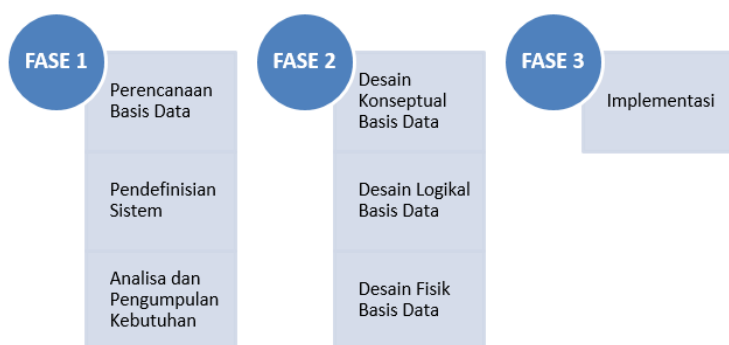 FASE 1
Perencanaan
Basis Data
Pendefinisian
Sistem
Analisa dan
Pengumpulan
Kebutuhan
FASE 2
Desain
Konseptual
Basis Data
Desain Logikal
Basis Data
Desain Fisik
Basis Data
FASE 3
Implementasi